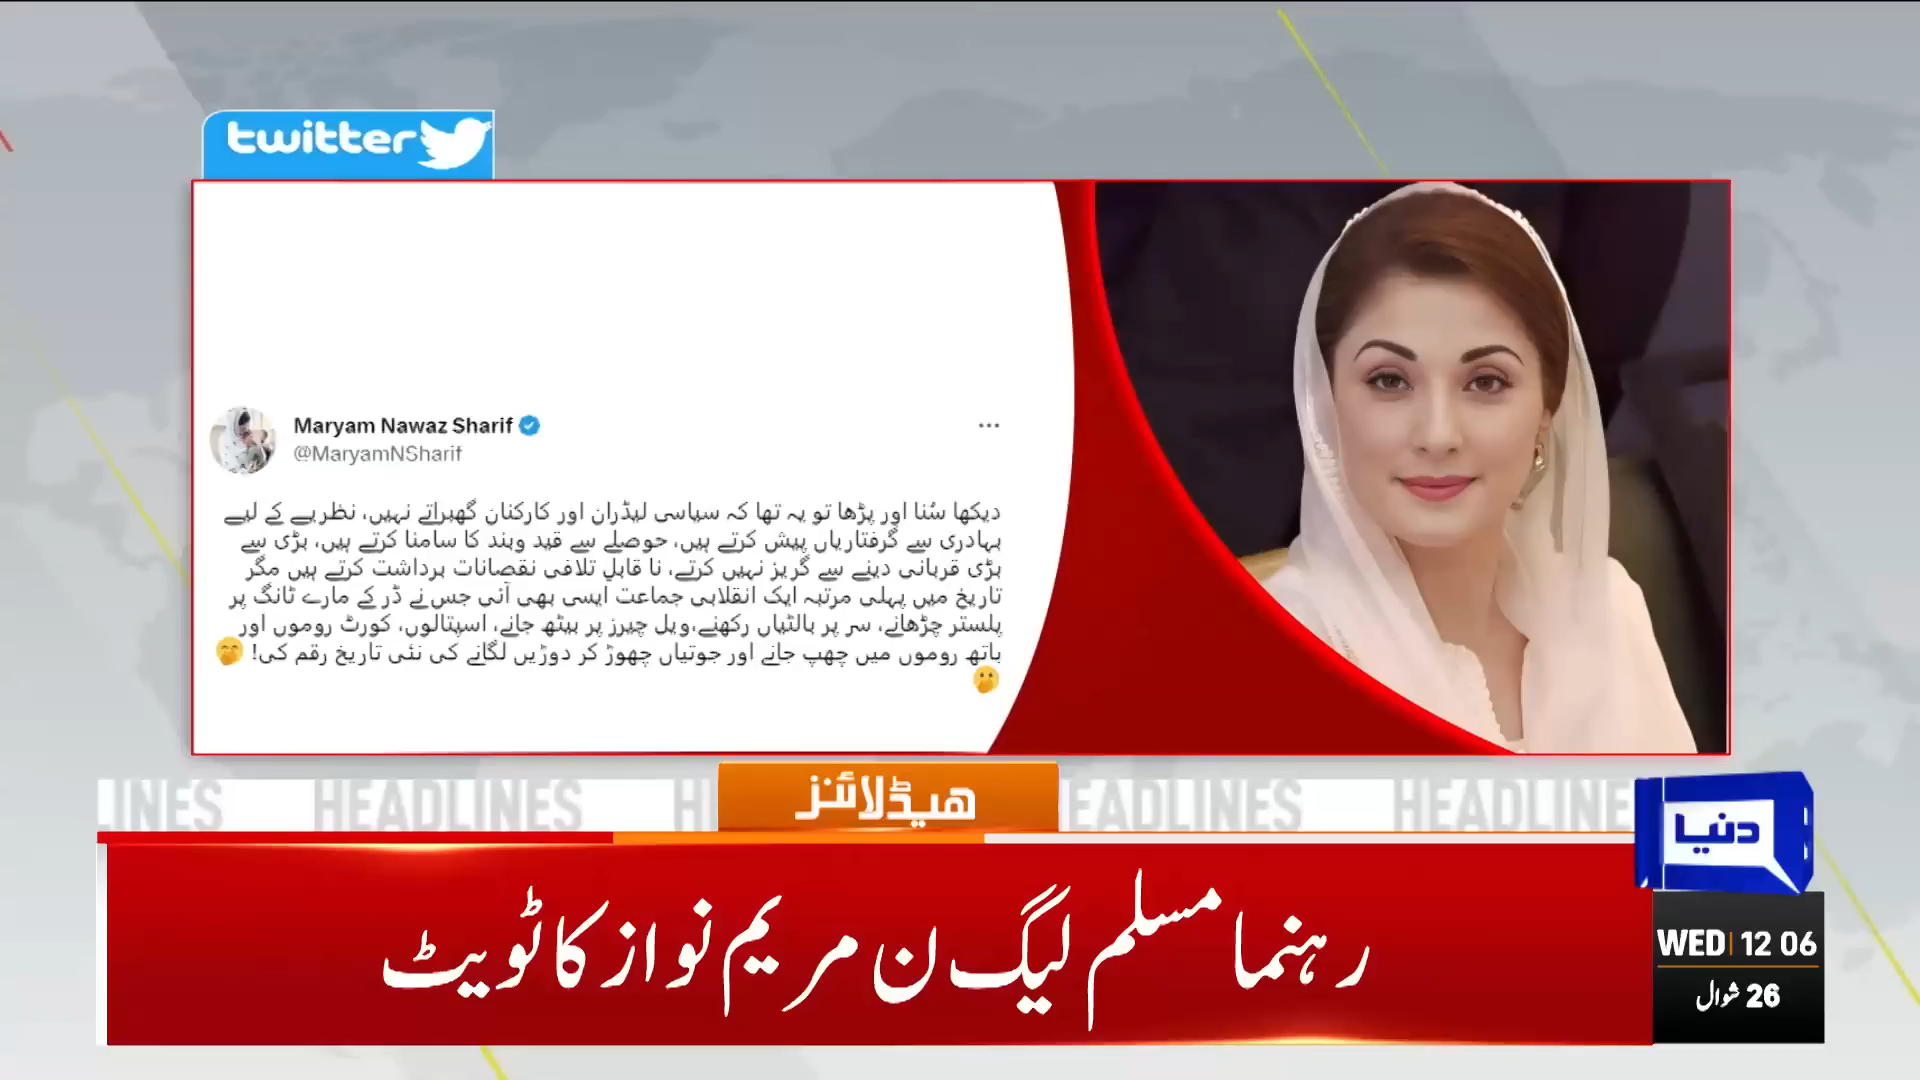 twitter
Maryam Nawaz Sharif
@MaryamNSharif
دیکھا سُنا اور پڑھا تو یہ تھا کہ سیاسی لیڈران اور کارکنان گھبراتے نہیں، نظریے کے لیے
بہادری سے گرفتاریاں پیش کرتے ہیں، حوصلے سے قید وبند کا سامنا کرتے ہیں، بڑی سے
بڑی قربانی دینے سے گریز نہیں کرتے، نا قابلِ تلافی نقصانات برداشت کرتے ہیں مگر
تاریخ میں پہلی مرتبہ ایک انقلابی جماعت ایسی بھی آئی جس نے ڈر کے مارے ٹانگ پر
پلستر چڑھانے، سر پر بالٹیاں رکھنے،ویل چیرز پر بیٹھ جانے، اسپتالوں، کورٹ روموں اور
باتھ روموں میں چھپ جانے اور جوتیاں چھوڑ کر دوڑیں لگانے کی نئی تاریخ رقم کی! 🤭
🤭
INES HEADLINES H EADLINES HEADLINE
ھیڈلائنز
دنیا
رہنما مسلم لیگ ن مریم نواز کا ٹویٹ
WED 12 06
26 شوال